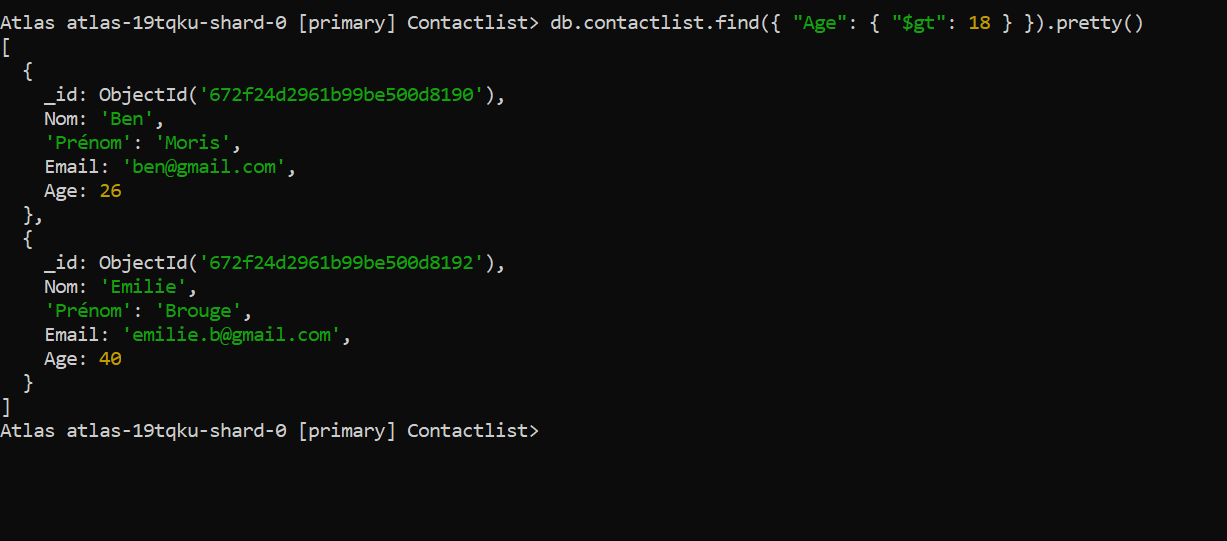 Atlas atlas-19tqku-shard-0 [primary] Contactlist> db.contactlist.find({ "Age": { "$gt": 18 } }).pretty()
[
  {
    _id: ObjectId('672f24d2961b99be500d8190'),
    Nom: 'Ben',
    'Prénom': 'Moris',
    Email: 'ben@gmail.com',
    Age: 26
  },
  {
    _id: ObjectId('672f24d2961b99be500d8192'),
    Nom: 'Emilie',
    'Prénom': 'Brouge',
    Email: 'emilie.b@gmail.com',
    Age: 40
  }
]
Atlas atlas-19tqku-shard-0 [primary] Contactlist>